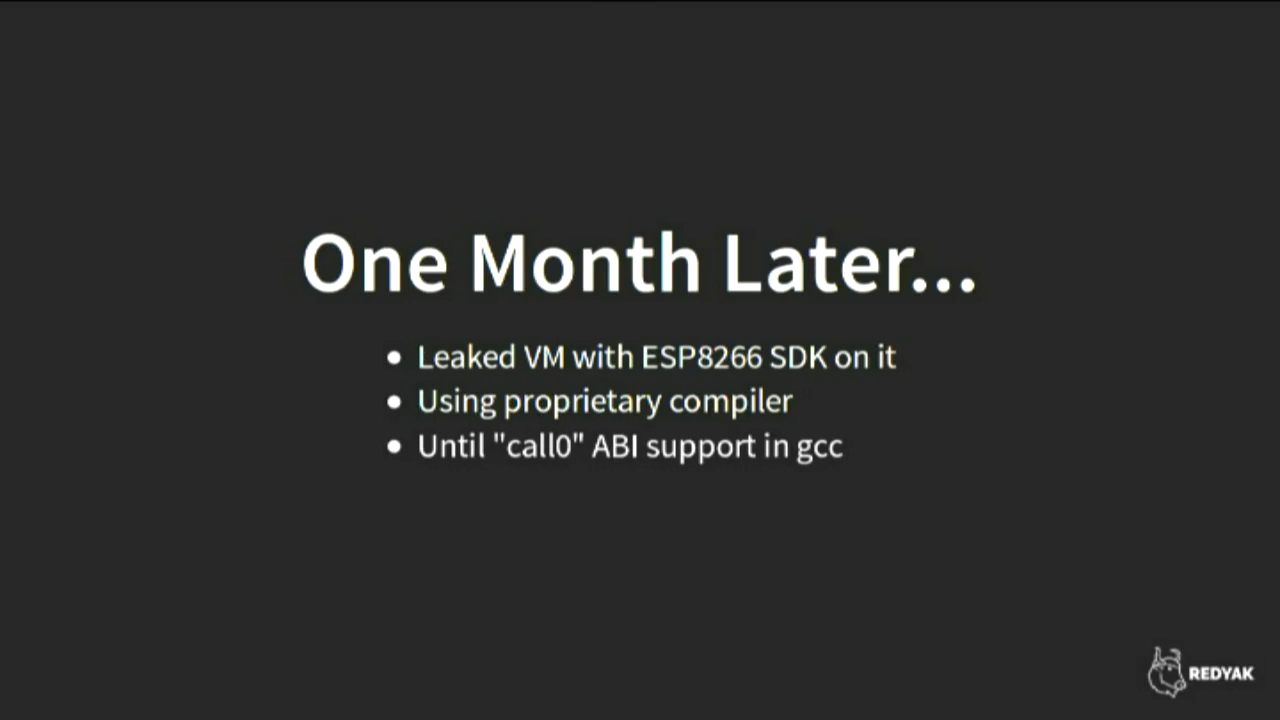 One Month Later...
Leaked VM with ESP8266 SDK on it
Using proprietary compiler
Until "call0" ABI support in gcc
REDYAK